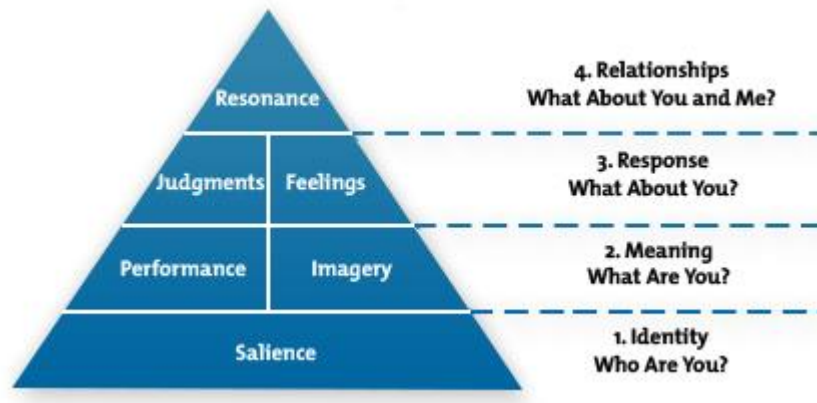 Resonance
4. Relationships
What About You and Me?
Judgments
Feelings
3. Response
What About You?
Performance
Imagery
2. Meaning
What Are You?
Salience
1. Identity
Who Are You?